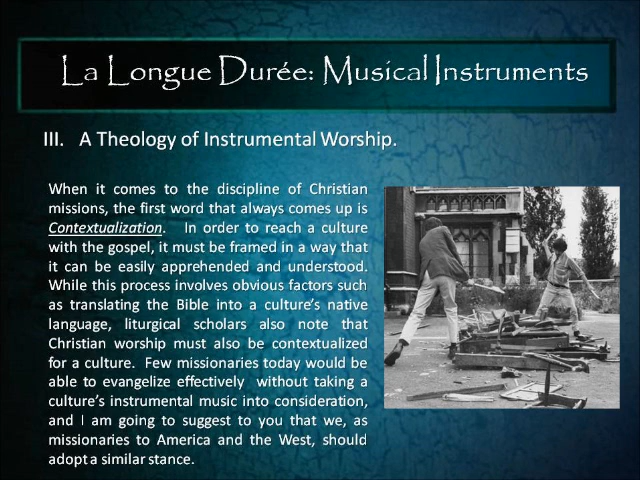 La Longue Durée: Musical Instruments
III. A Theology of Instrumental Worship.
When it comes to the discipline of Christian
missions, the first word that always comes up is
Contextualization. In order to reach a culture
with the gospel, it must be framed in a way that
it can be easily apprehended and understood.
While this process involves obvious factors such
as translating the Bible into a culture's native
language, liturgical scholars also note that
Christian worship must also be contextualized
for a culture. Few missionaries today would be
able to evangelize effectively without taking a
culture's instrumental music into consideration,
and I am going to suggest to you that we, as
missionaries to America and the West, should
adopt a similar stance.